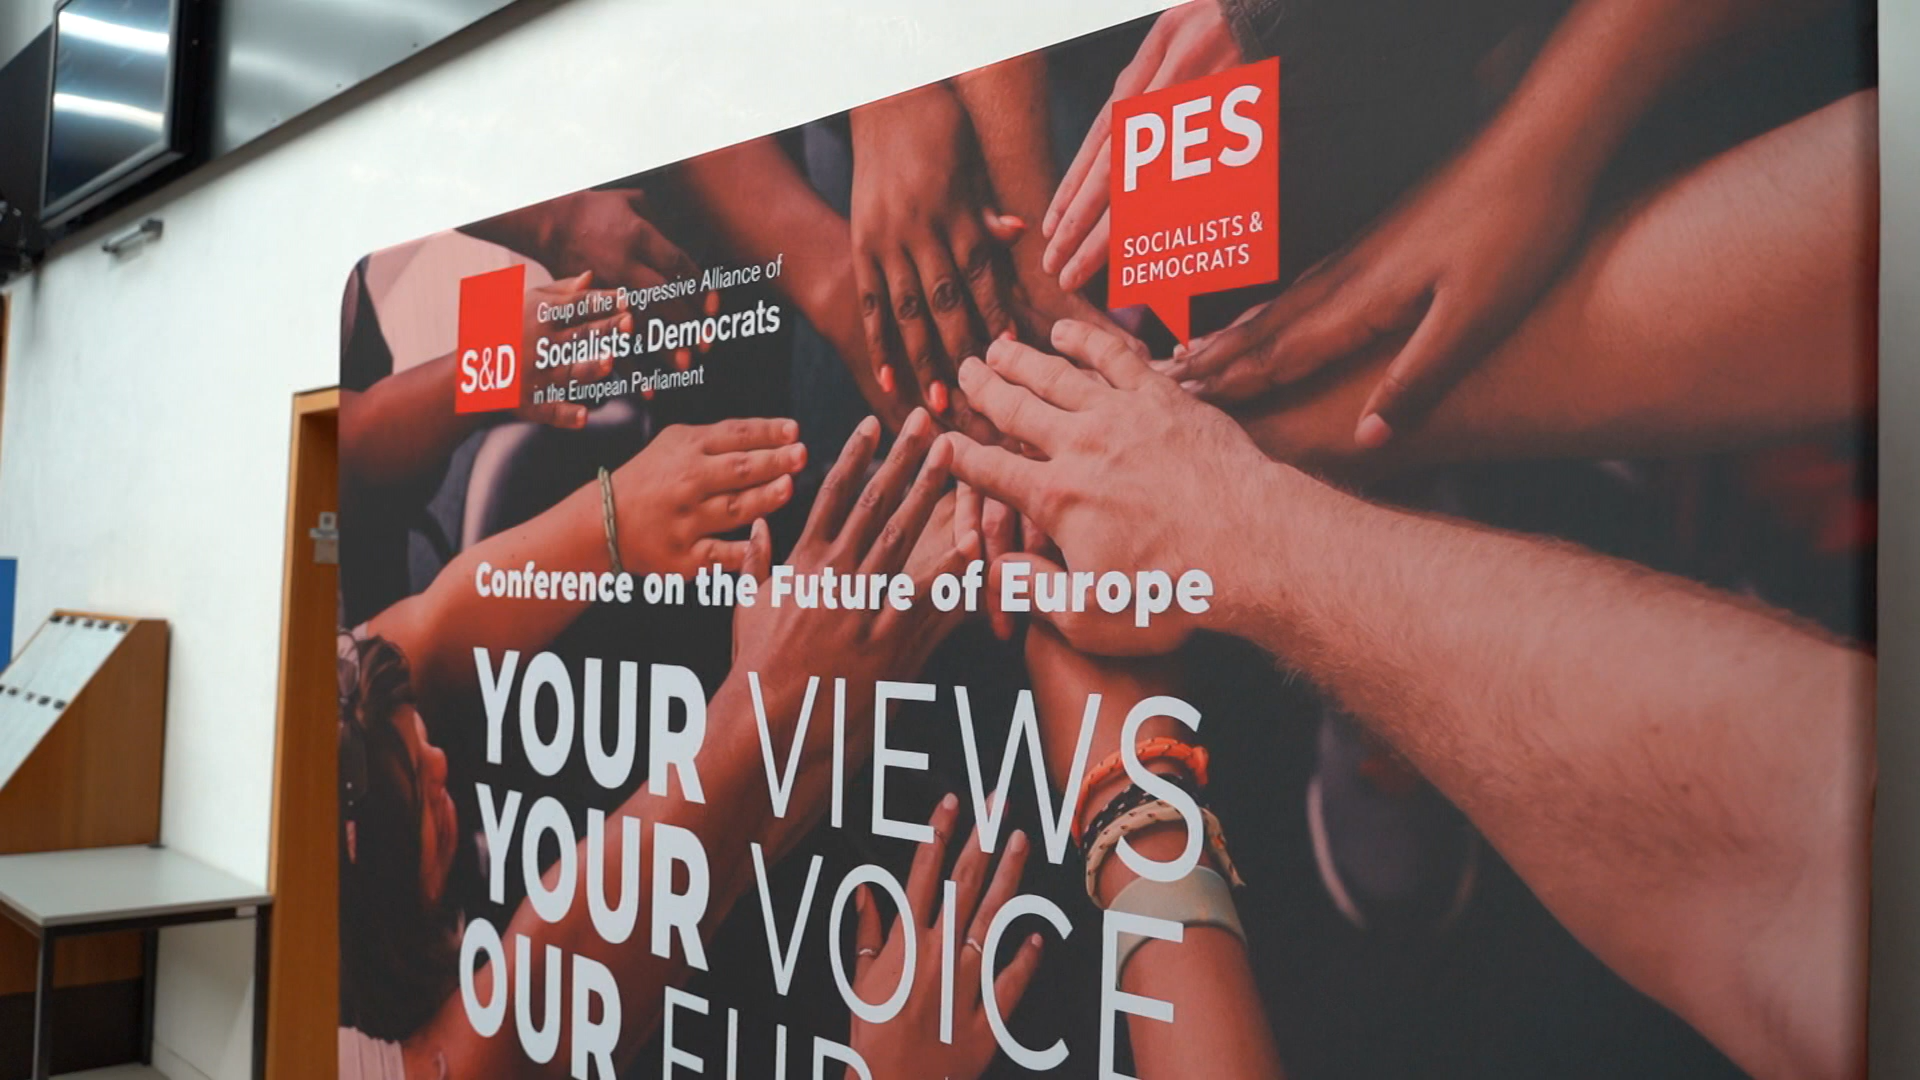 PES
SOCIALISTS &
DEMOCRATS
S&D
Group of the Progressive Alliance of
Socialists & Democrats
in the European Parliament
Conference on the Future of Europe
YOUR VIEWS
YOUR VOICE
OUR